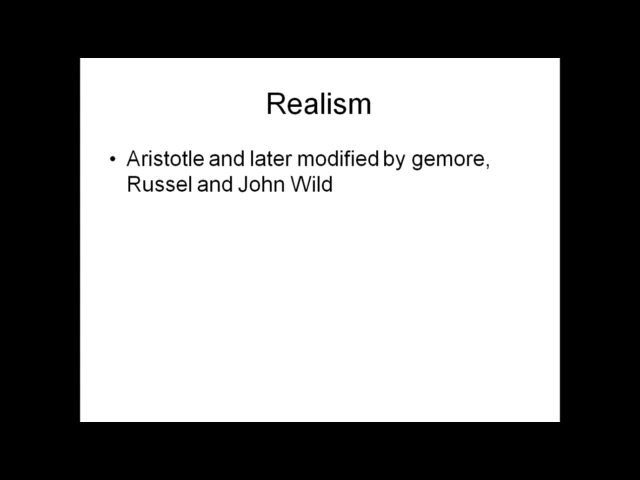 Realism
• Aristotle and later modified by gemore,
Russel and John Wild